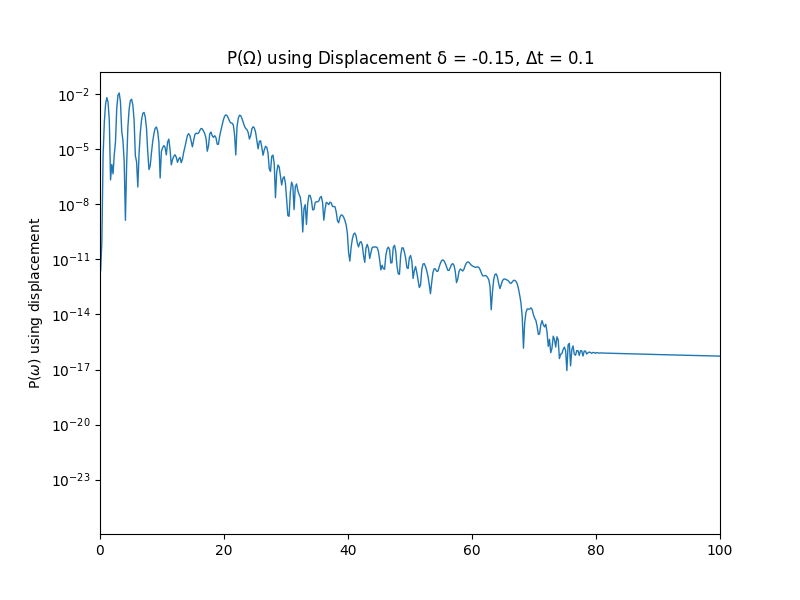 P(Ω) using Displacement δ = -0.15, Δt = 0.1
P(ω) using displacement
10⁻²
10⁻⁵
10⁻⁸
10⁻¹¹
10⁻¹⁴
10⁻¹⁷
10⁻²⁰
10⁻²³
0 20 40 60 80 100